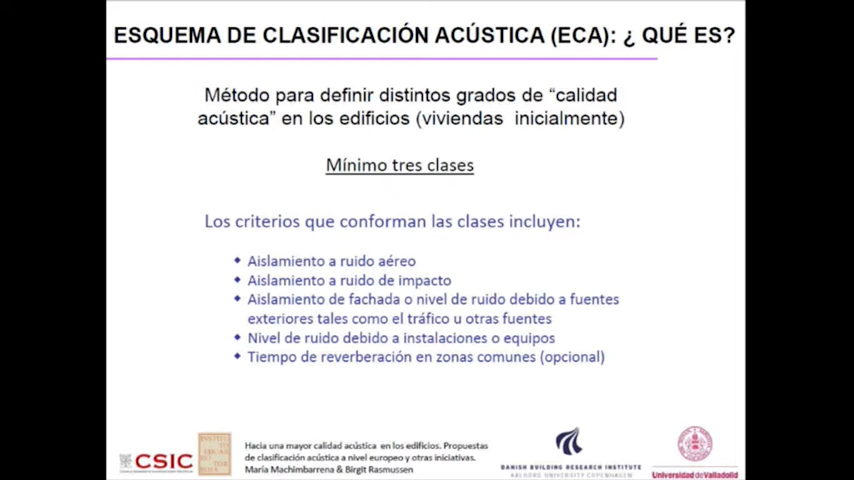 ESQUEMA DE CLASIFICACIÓN ACÚSTICA (ECA): ¿ QUÉ ES?
Método para definir distintos grados de “calidad
acústica” en los edificios (viviendas inicialmente)
Mínimo tres clases
Los criterios que conforman las clases incluyen:
Aislamiento a ruido aéreo
Aislamiento a ruido de impacto
Aislamiento de fachada o nivel de ruido debido a fuentes
exteriores tales como el tráfico u otras fuentes
Nivel de ruido debido a instalaciones o equipos
Tiempo de reverberación en zonas comunes (opcional)
CSIC
Hacia una mayor calidad acústica en los edificios. Propuestas
de clasificación acústica a nivel europeo y otras iniciativas.
María Machimbarrena & Birgit Rasmussen
DANISH BUILDING RESEARCH INSTITUTE
AALBORG UNIVERSITY COPENHAGEN
Universidad de Valladolid